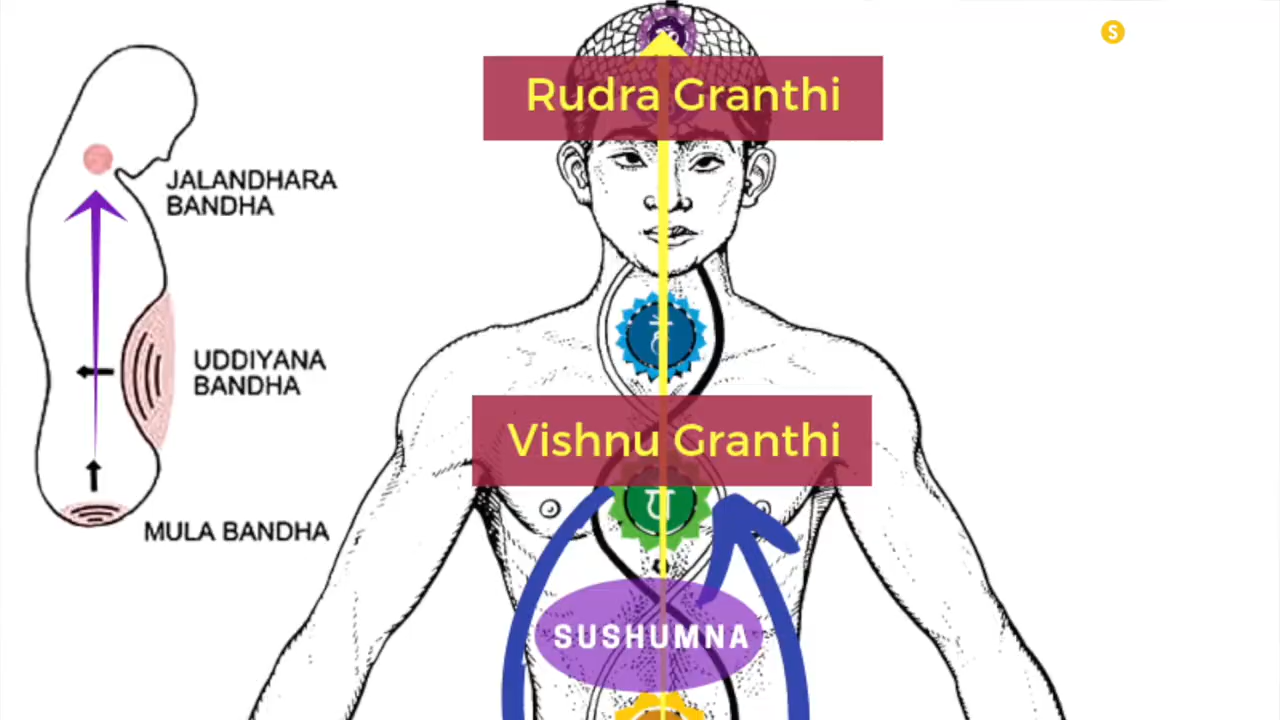 S
Rudra Granthi
JALANDHARA
BANDHA
हं
UDDIYANA
BANDHA
Vishnu Granthi
MULA BANDHA
SUSHUMNA